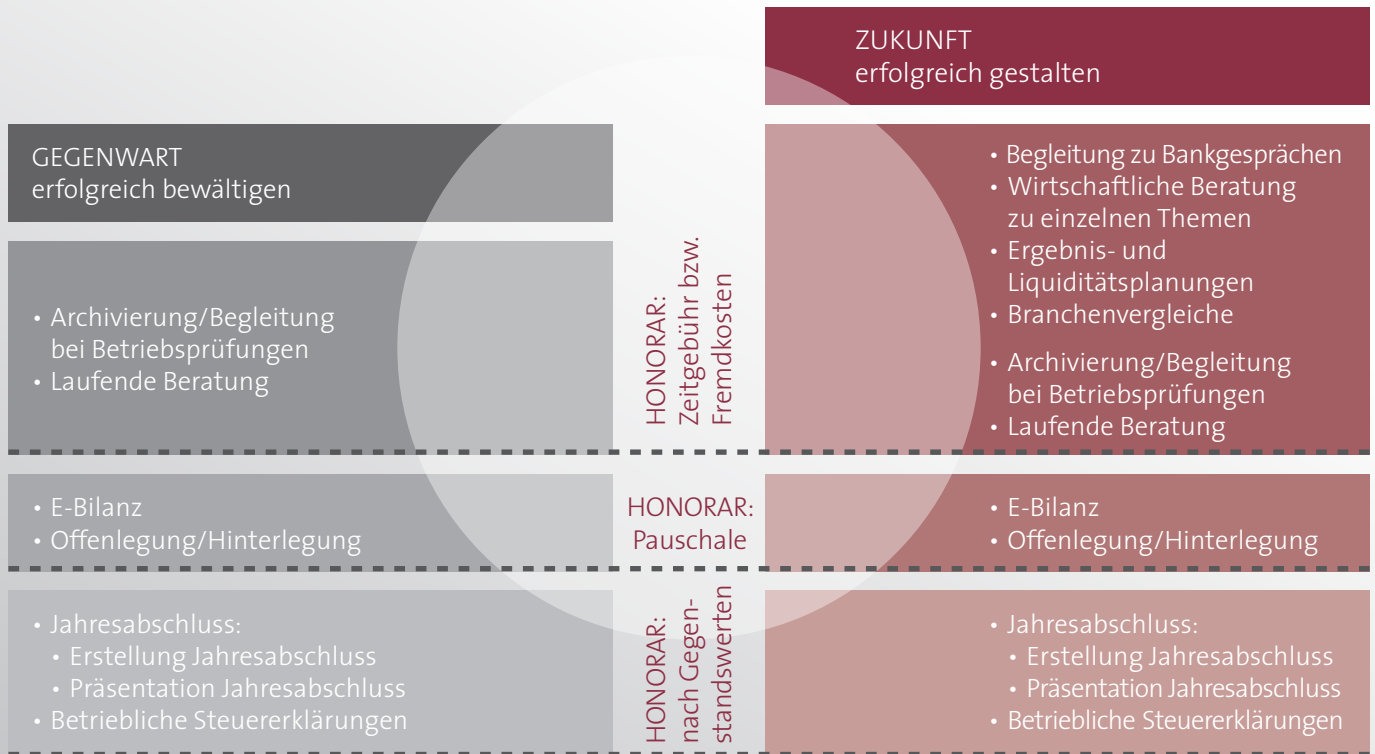 GEGENWART
erfolgreich bewältigen
• Archivierung/Begleitung
bei Betriebsprüfungen
• Laufende Beratung
• E-Bilanz
• Offenlegung/Hinterlegung
• Jahresabschluss:
• Erstellung Jahresabschluss
• Präsentation Jahresabschluss
• Betriebliche Steuererklärungen
HONORAR:
Zeitgebühr bzw.
Fremdkosten
HONORAR:
Pauschale
HONORAR:
nach Gegen-
standswerten
ZUKUNFT
erfolgreich gestalten
• Begleitung zu Bankgesprächen
• Wirtschaftliche Beratung
zu einzelnen Themen
• Ergebnis- und
Liquiditätsplanungen
• Branchenvergleiche
• Archivierung/Begleitung
bei Betriebsprüfungen
• Laufende Beratung
• E-Bilanz
• Offenlegung/Hinterlegung
• Jahresabschluss:
• Erstellung Jahresabschluss
• Präsentation Jahresabschluss
• Betriebliche Steuererklärungen